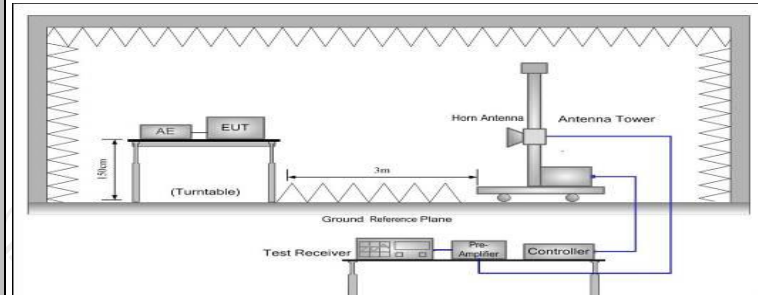 AE
EUT
150cm
(Turntable)
3m
Horn Antenna
Antenna Tower
Ground Reference Plane
Test Receiver
Pre-
Amplifier
Controller